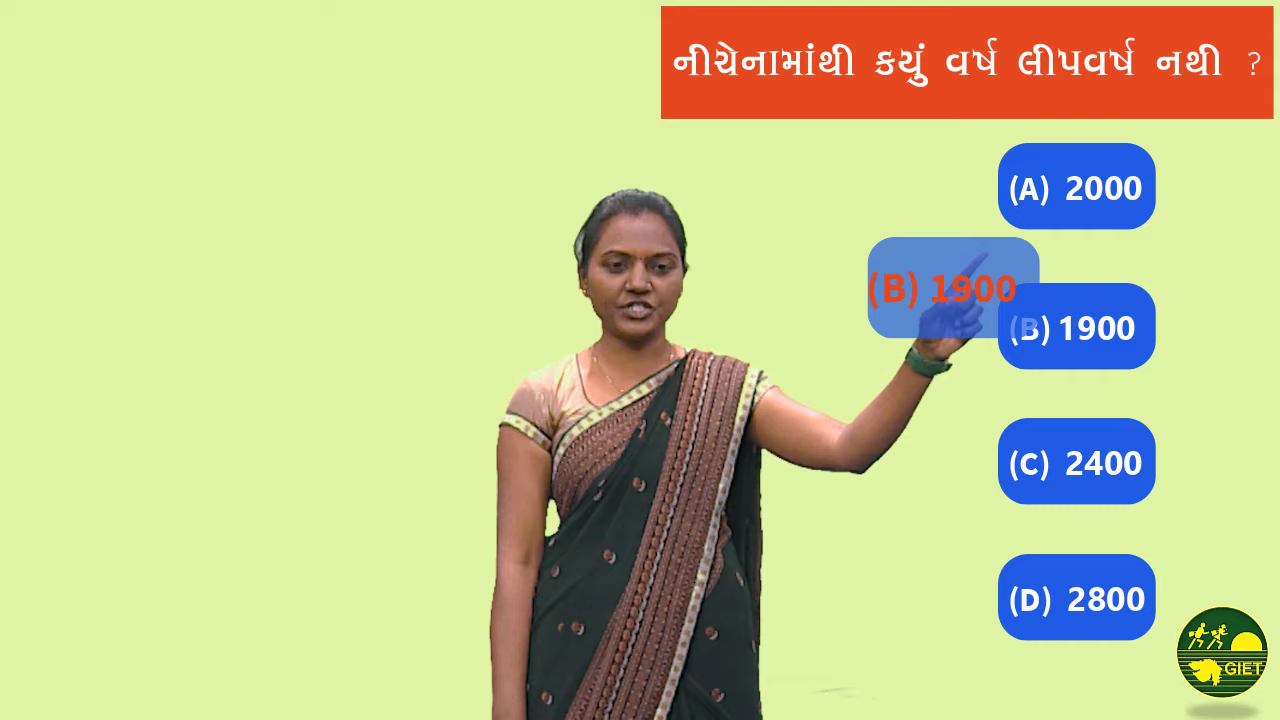 નીચેનામાંથી કયું વર્ષ લીપવર્ષ નથી ?
(A) 2000
(B) 1900
(B) 1900
(C) 2400
(D) 2800
GIET